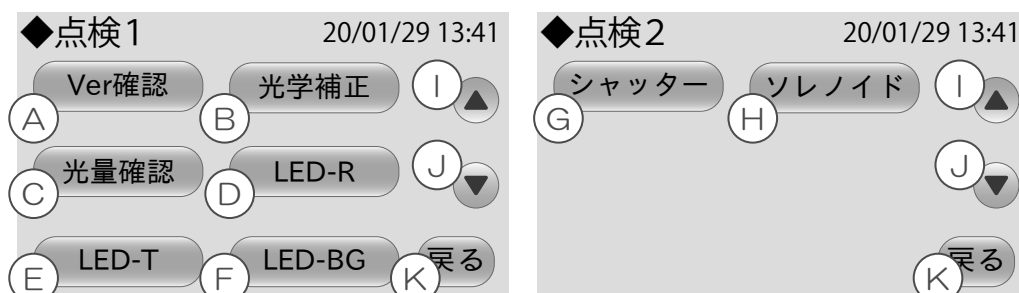 ◆点検1 20/01/29 13:41
Ver確認 光学補正 I ▲
A B
光量確認 LED-R J ▼
C D
LED-T LED-BG 戻る
E F K
◆点検2 20/01/29 13:41
シャッター ソレノイド I ▲
G H
J ▼
戻る
K